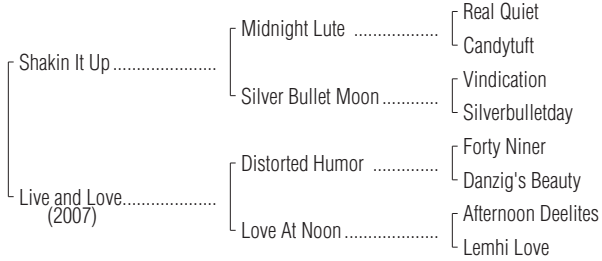 Real Quiet
Midnight Lute ..................
Candytuft
Shakin It Up ......................
Vindication
Silver Bullet Moon ............
Silverbulletday
Forty Niner
Distorted Humor ..............
Danzig's Beauty
Live and Love....................
(2007)
Afternoon Deelites
Love At Noon ....................
Lemhi Love